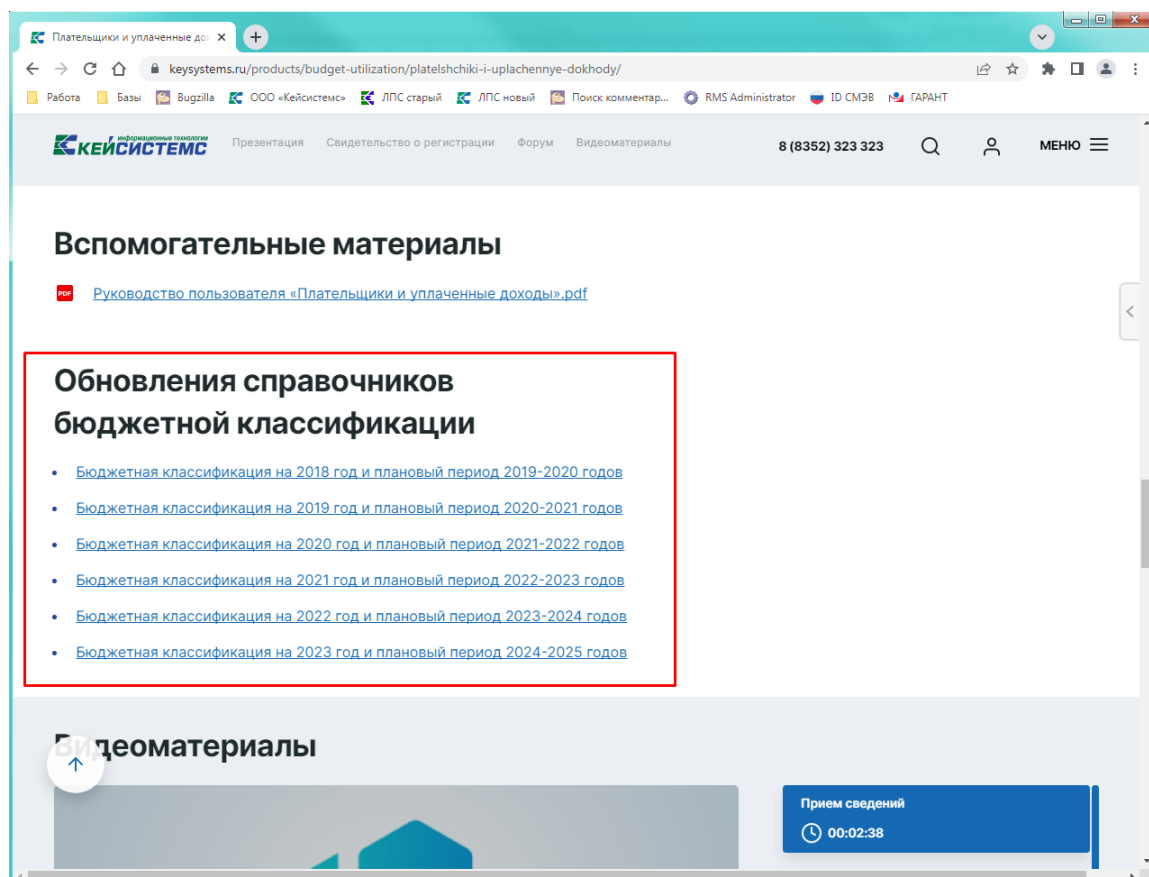 Плательщики и уплаченные до
keysystems.ru/products/budget-utilization/platelshchiki-i-uplachennye-dokhody/
Работа Базы Bugzilla ООО «Кейсистемс» ЛПС старый ЛПС новый Поиск комментар... RMS Administrator ID СМЭВ ГАРАНТ
информационные технологии
КЕЙСИСТЕМС Презентация Свидетельство о регистрации Форум Видеоматериалы 8 (8352) 323 323 МЕНЮ
Вспомогательные материалы
PDF Руководство пользователя «Плательщики и уплаченные доходы».pdf
Обновления справочников
бюджетной классификации
• Бюджетная классификация на 2018 год и плановый период 2019-2020 годов
• Бюджетная классификация на 2019 год и плановый период 2020-2021 годов
• Бюджетная классификация на 2020 год и плановый период 2021-2022 годов
• Бюджетная классификация на 2021 год и плановый период 2022-2023 годов
• Бюджетная классификация на 2022 год и плановый период 2023-2024 годов
• Бюджетная классификация на 2023 год и плановый период 2024-2025 годов
Видеоматериалы
Прием сведений
00:02:38